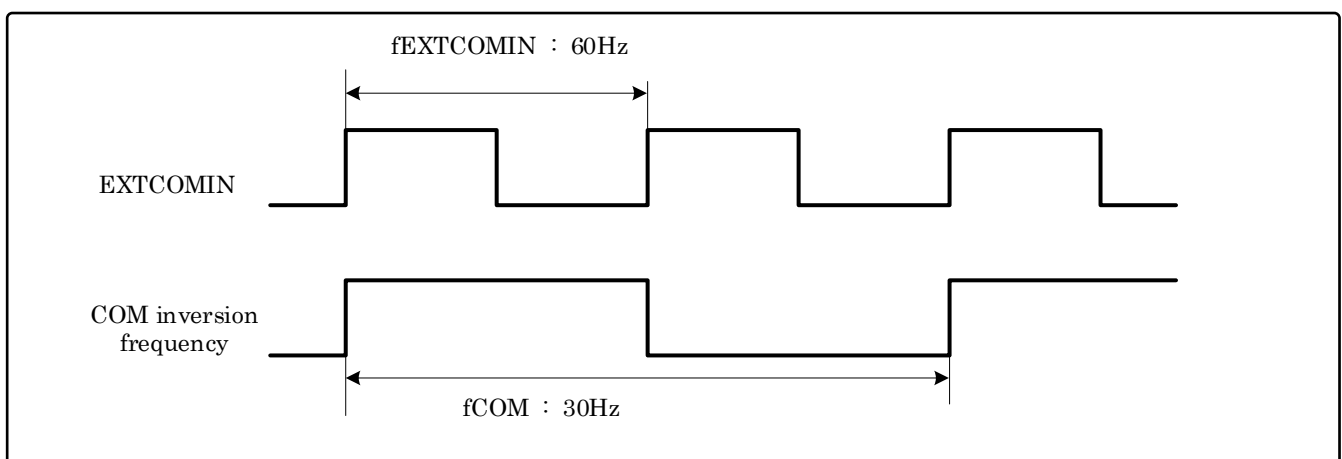 fEXTCOMIN : 60Hz
EXTCOMIN
COM inversion
frequency
fCOM : 30Hz